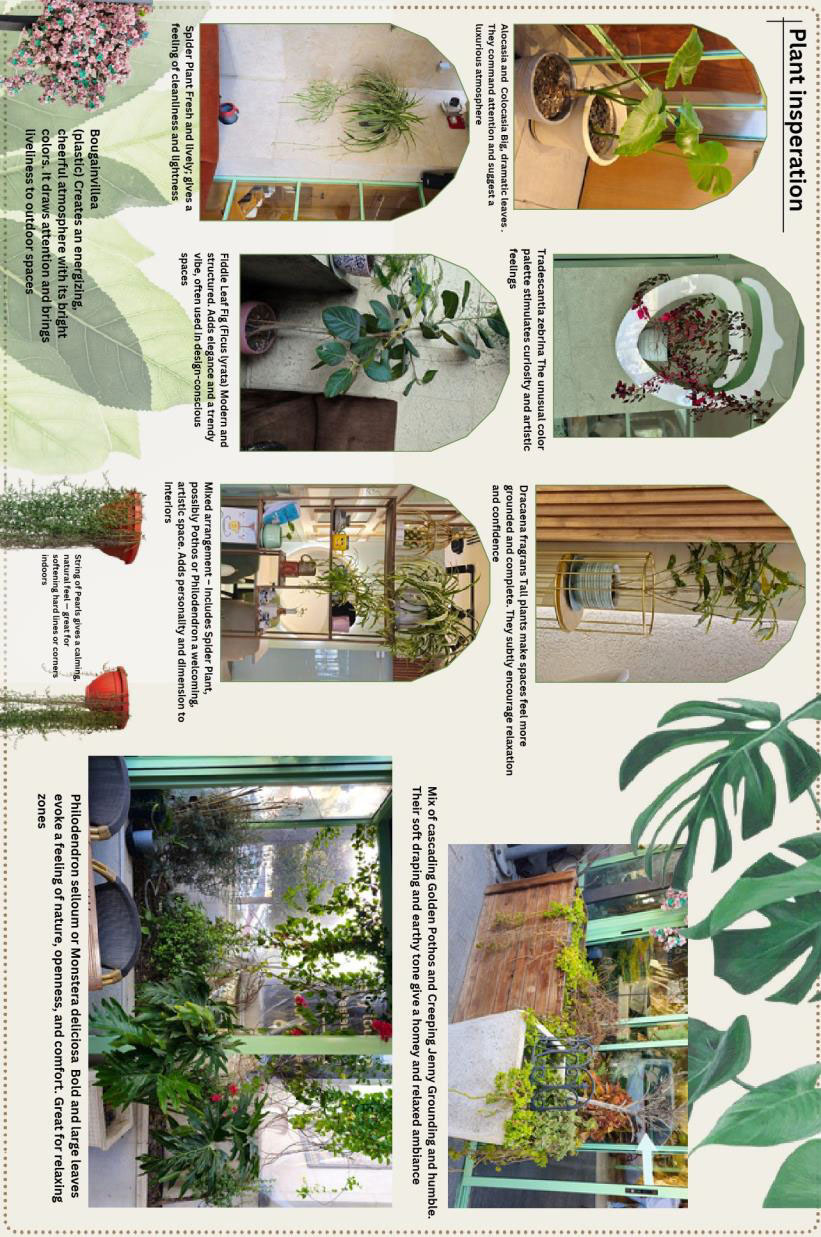 Plant insperation
Alocasia and Colocasia Big, dramatic leaves .
They command attention and suggest a
luxurious atmosphere
Tradescantia zebrina The unusual color
palette stimulates curiosity and artistic
feelings
Dracaena fragrans Tall plants make spaces feel more
grounded and complete. They subtly encourage relaxation
and confidence
Spider Plant Fresh and lively; gives a
feeling of cleanliness and lightness
Fiddle Leaf Fig (Ficus lyrata) Modern and
structured. Adds elegance and a trendy
vibe, often used in design-conscious
spaces
Mixed arrangement – Includes Spider Plant,
possibly Pothos or Philodendron a welcoming,
artistic space. Adds personality and dimension to
interiors
Mix of cascading Golden Pothos and Creeping Jenny Grounding and humble.
Their soft draping and earthy tone give a homey and relaxed ambiance
Bougainvillea
(plastic) Creates an energizing,
cheerful atmosphere with its bright
colors. It draws attention and brings
liveliness to outdoor spaces
String of Pearls gives a calming,
natural feel — great for
softening hard lines or corners
indoors
Philodendron selloum or Monstera deliciosa Bold and large leaves
evoke a feeling of nature, openness, and comfort. Great for relaxing
zones